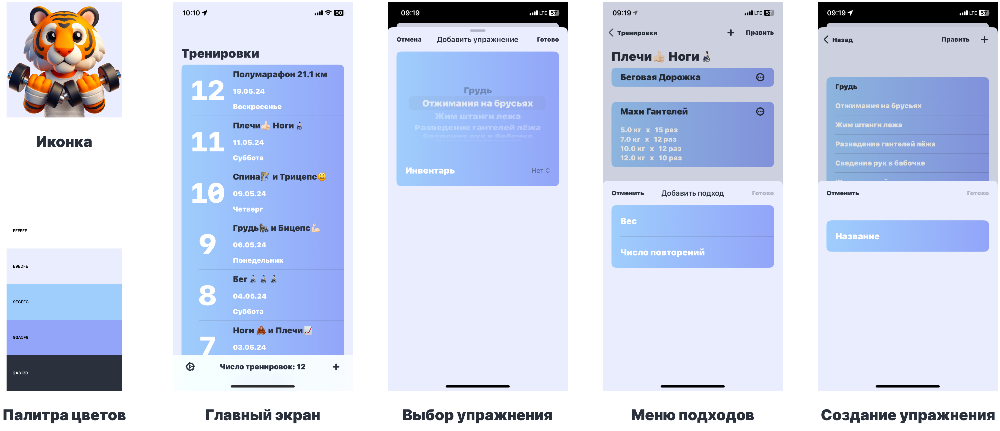 Иконка
FFFFFF
E9EDFE
9FCEFC
93A5F9
2A313D
Палитра цветов
10:10
90
Тренировки
12
Полумарафон 21.1 км
19.05.24
Воскресенье
11
Плечи👍🏻 Ноги👨🏻‍🦽
11.05.24
Суббота
10
Спина🧗🏻‍♀️ и Трицепс😩
09.05.24
Четверг
9
Грудь🦍 и Бицепс💪🏻
06.05.24
Понедельник
8
Бег👨🏻‍🦽👨🏻‍🦽👨🏻‍🦽
04.05.24
Суббота
7
Ноги 🦧 и Плечи📈
03.05.24
Число тренировок: 12
Главный экран
09:19
LTE 57
Отмена Добавить упражнение Готово
Грудь
Отжимания на брусьях
Жим штанги лежа
Разведение гантелей лёжа
Сведение рук в бабочке
Инвентарь Нет
Выбор упражнения
09:19
LTE 57
Тренировки + Править
Плечи👍🏻 Ноги👨🏻‍🦽
Беговая Дорожка
Махи Гантелей
5.0 кг x 15 раз
7.0 кг x 12 раз
10.0 кг x 12 раз
12.0 кг x 10 раз
Отменить Добавить подход Готово
Вес
Число повторений
Меню подходов
09:19
LTE 57
Назад Править +
Грудь
Отжимания на брусьях
Жим штанги лежа
Разведение гантелей лёжа
Сведение рук в бабочке
Отменить Готово
Название
Создание упражнения